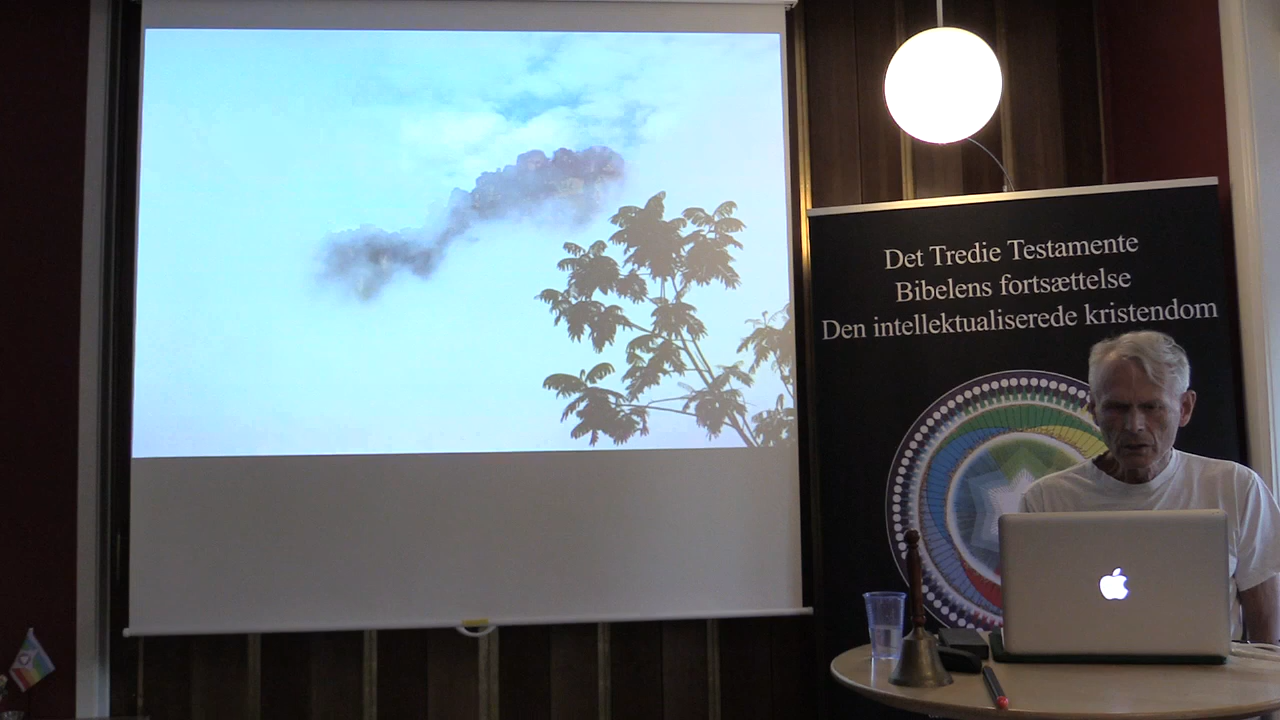 Det Tredie Testamente
Bibelens fortsættelse
Den intellektualiserede kristendom